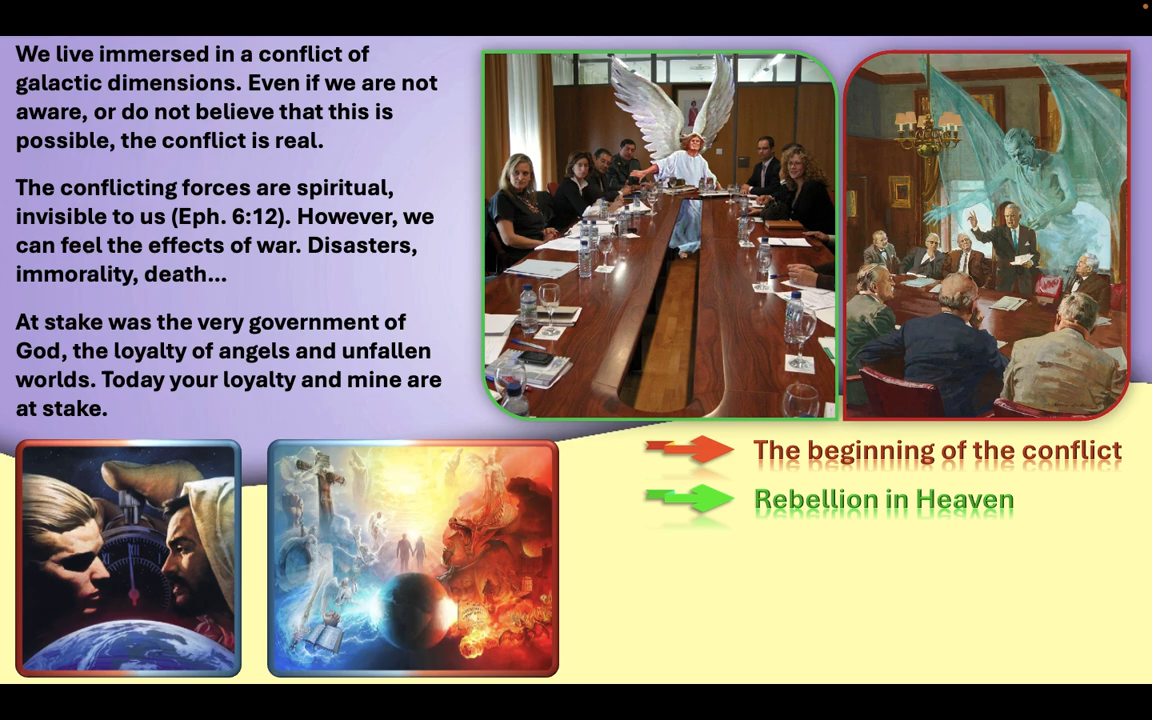 We live immersed in a conflict of
galactic dimensions. Even if we are not
aware, or do not believe that this is
possible, the conflict is real.
The conflicting forces are spiritual,
invisible to us (Eph. 6:12). However, we
can feel the effects of war. Disasters,
immorality, death...
At stake was the very government of
God, the loyalty of angels and unfallen
worlds. Today your loyalty and mine are
at stake.
The beginning of the conflict
Rebellion in Heaven